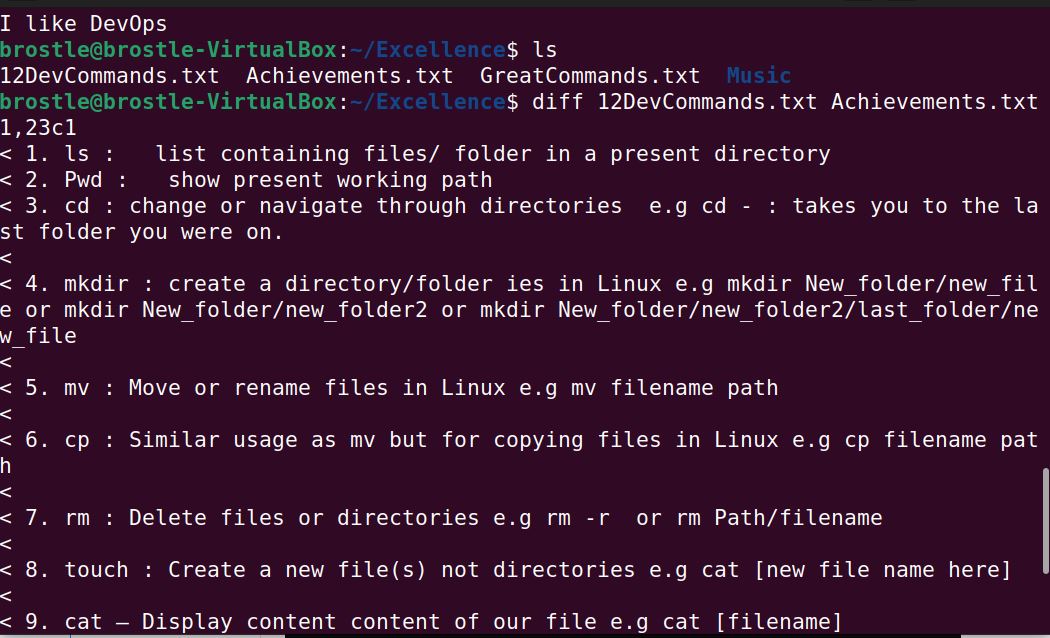 I like DevOps
brostle@brostle-VirtualBox:~/Excellence$ ls
12DevCommands.txt  Achievements.txt  GreatCommands.txt  Music
brostle@brostle-VirtualBox:~/Excellence$ diff 12DevCommands.txt Achievements.txt
1,23c1
< 1. ls :   list containing files/ folder in a present directory
< 2. Pwd :   show present working path
< 3. cd : change or navigate through directories  e.g cd - : takes you to the la
st folder you were on.
<
< 4. mkdir : create a directory/folder ies in Linux e.g mkdir New_folder/new_fil
e or mkdir New_folder/new_folder2 or mkdir New_folder/new_folder2/last_folder/ne
w_file
<
< 5. mv : Move or rename files in Linux e.g mv filename path
<
< 6. cp : Similar usage as mv but for copying files in Linux e.g cp filename pat
h
<
< 7. rm : Delete files or directories e.g rm -r  or rm Path/filename
<
< 8. touch : Create a new file(s) not directories e.g cat [new file name here]
<
< 9. cat – Display content content of our file e.g cat [filename]